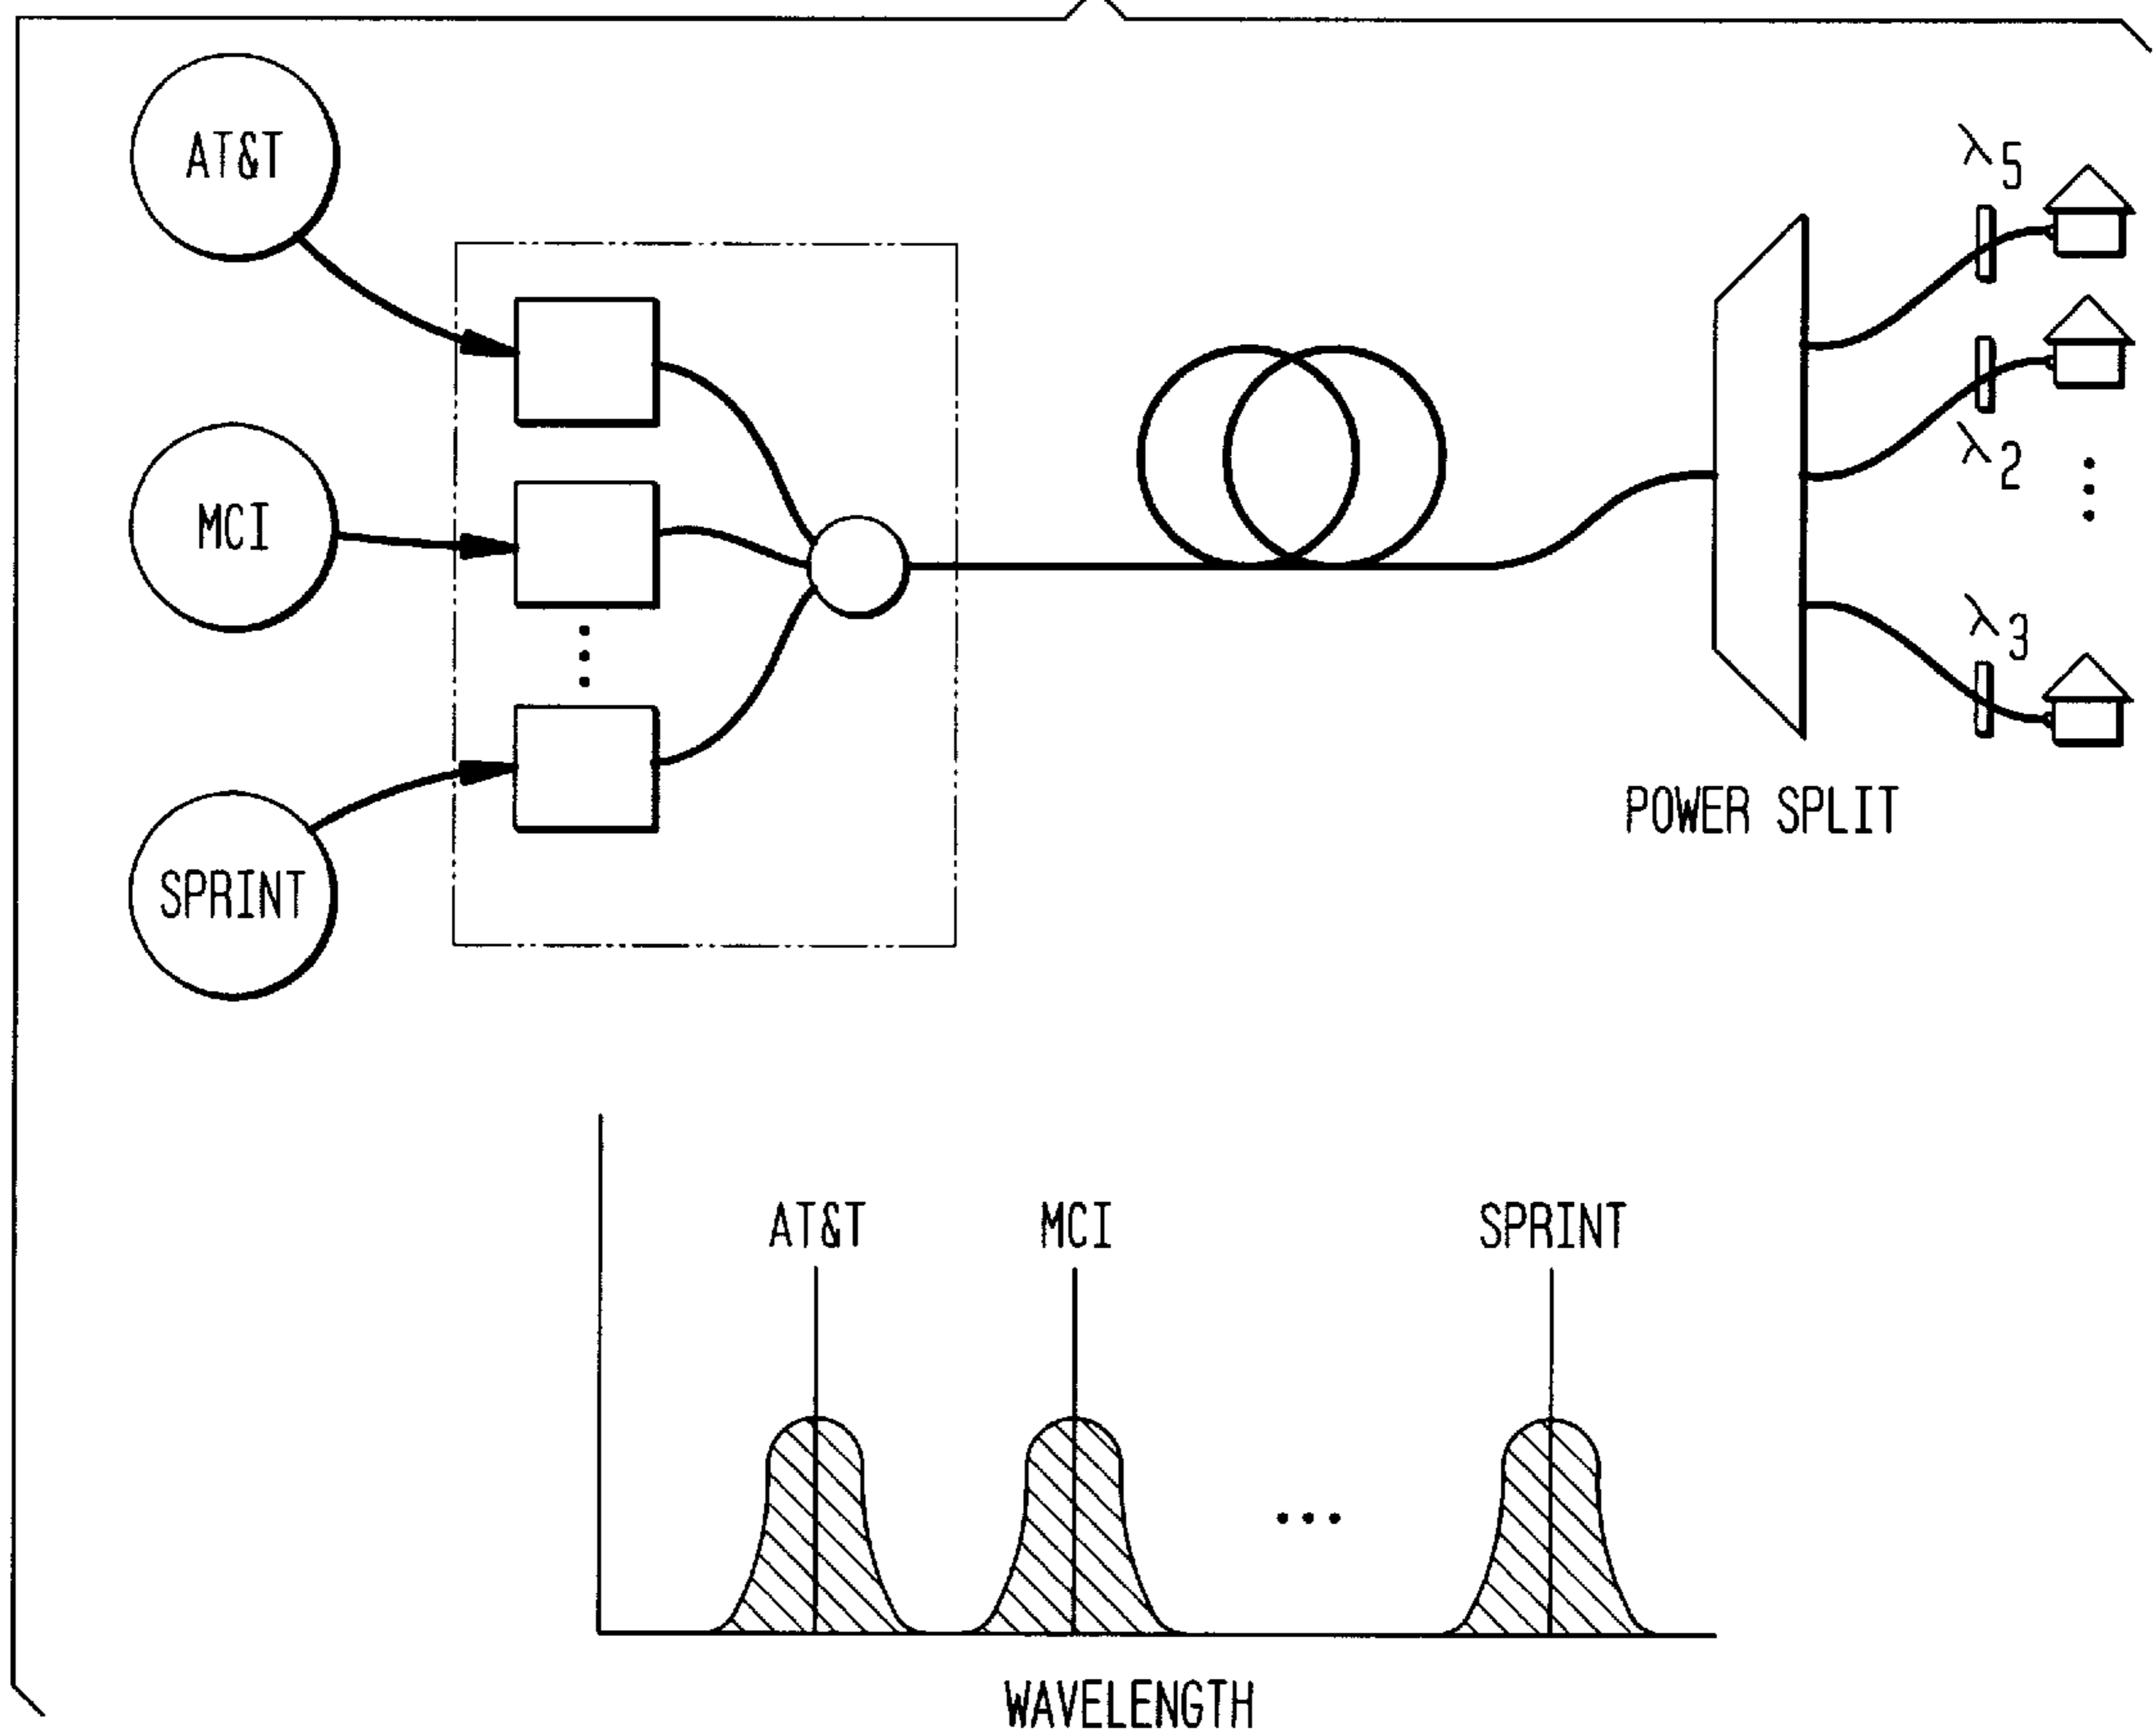 AT&T
λ5
MCI
λ2
λ3
POWER SPLIT
SPRINT
AT&T
MCI
SPRINT
WAVELENGTH